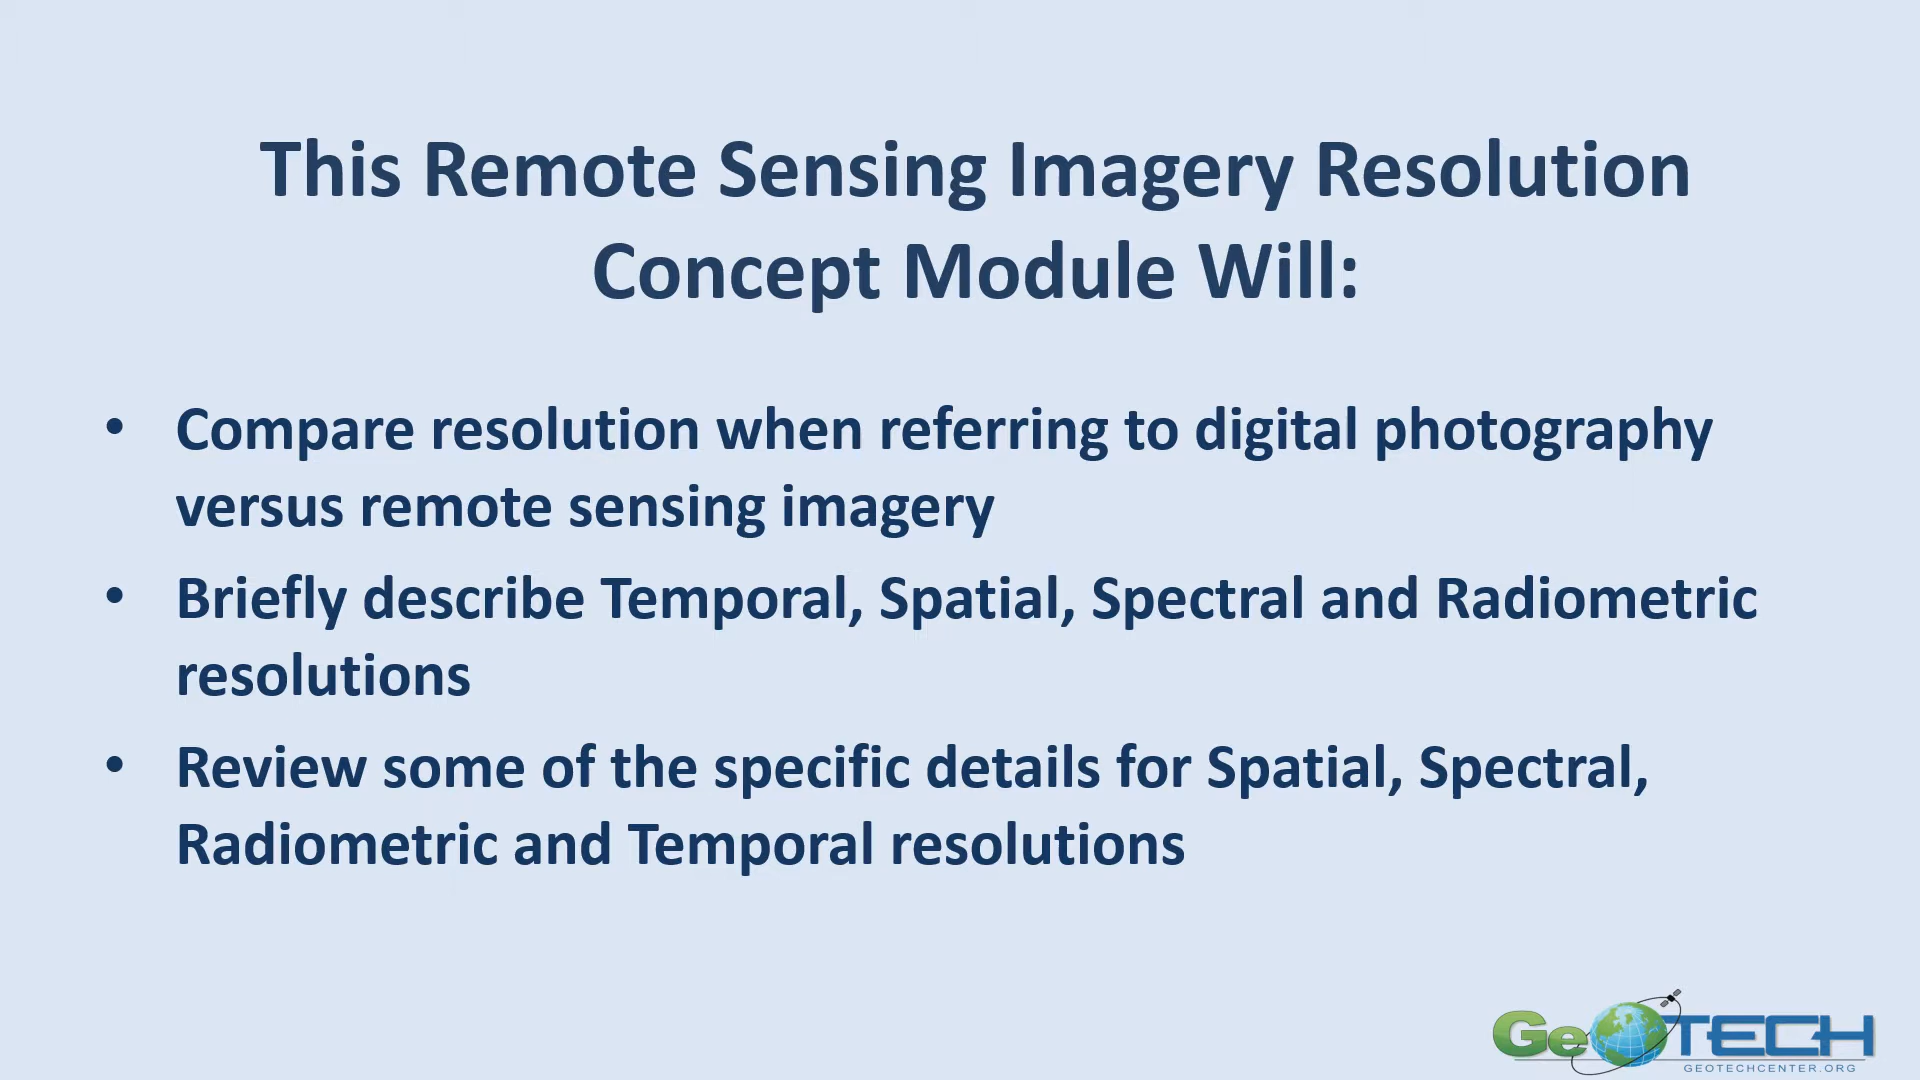 This Remote Sensing Imagery Resolution
Concept Module Will:
• Compare resolution when referring to digital photography
versus remote sensing imagery
• Briefly describe Temporal, Spatial, Spectral and Radiometric
resolutions
• Review some of the specific details for Spatial, Spectral,
Radiometric and Temporal resolutions
GeoTECH
GEOTECHCENTER.ORG